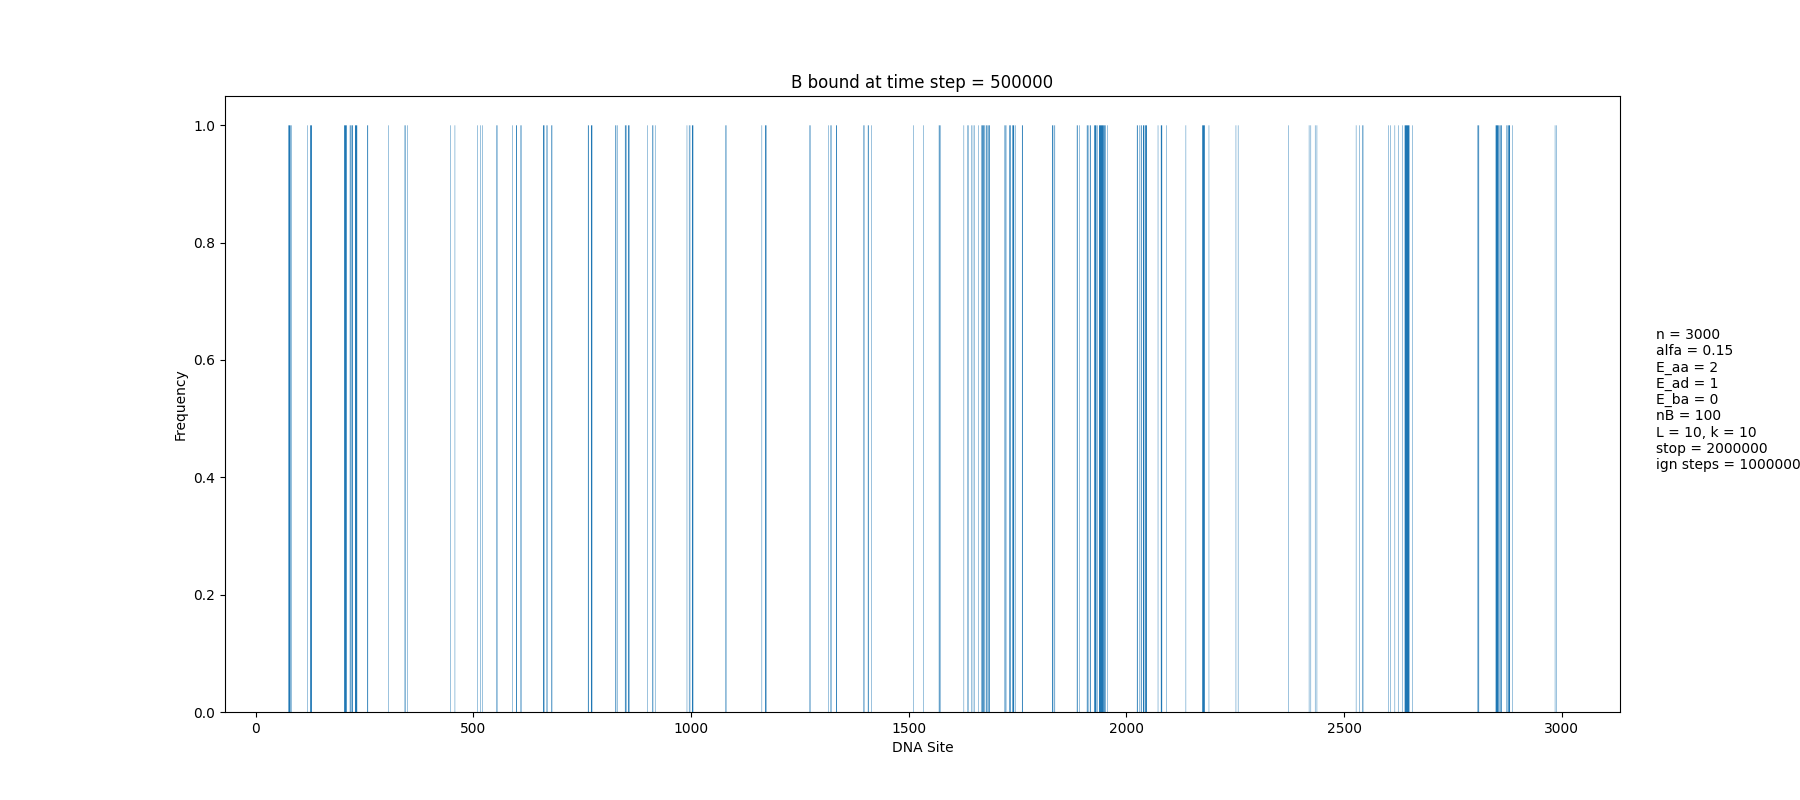 B bound at time step = 500000
1.0
0.8
0.6
0.4
0.2
0.0
Frequency
0 500 1000 1500 2000 2500 3000
DNA Site
n = 3000
alfa = 0.15
E_aa = 2
E_ad = 1
E_ba = 0
nB = 100
L = 10, k = 10
stop = 2000000
ign steps = 1000000